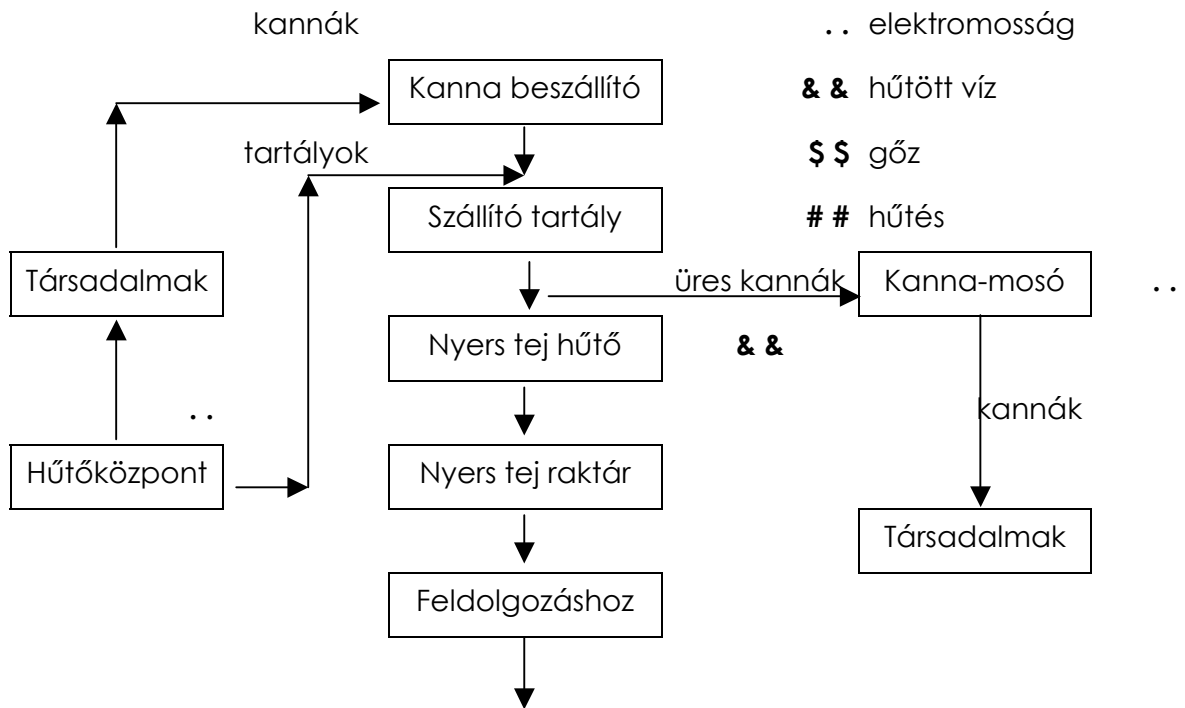 kannák
. . elektromosság
Kanna beszállító
& & hűtött víz
tartályok
$ $ gőz
Szállító tartály
# # hűtés
Társadalmak
üres kannák
Kanna-mosó
. .
Nyers tej hűtő
& &
. .
kannák
Hűtőközpont
Nyers tej raktár
Társadalmak
Feldolgozáshoz